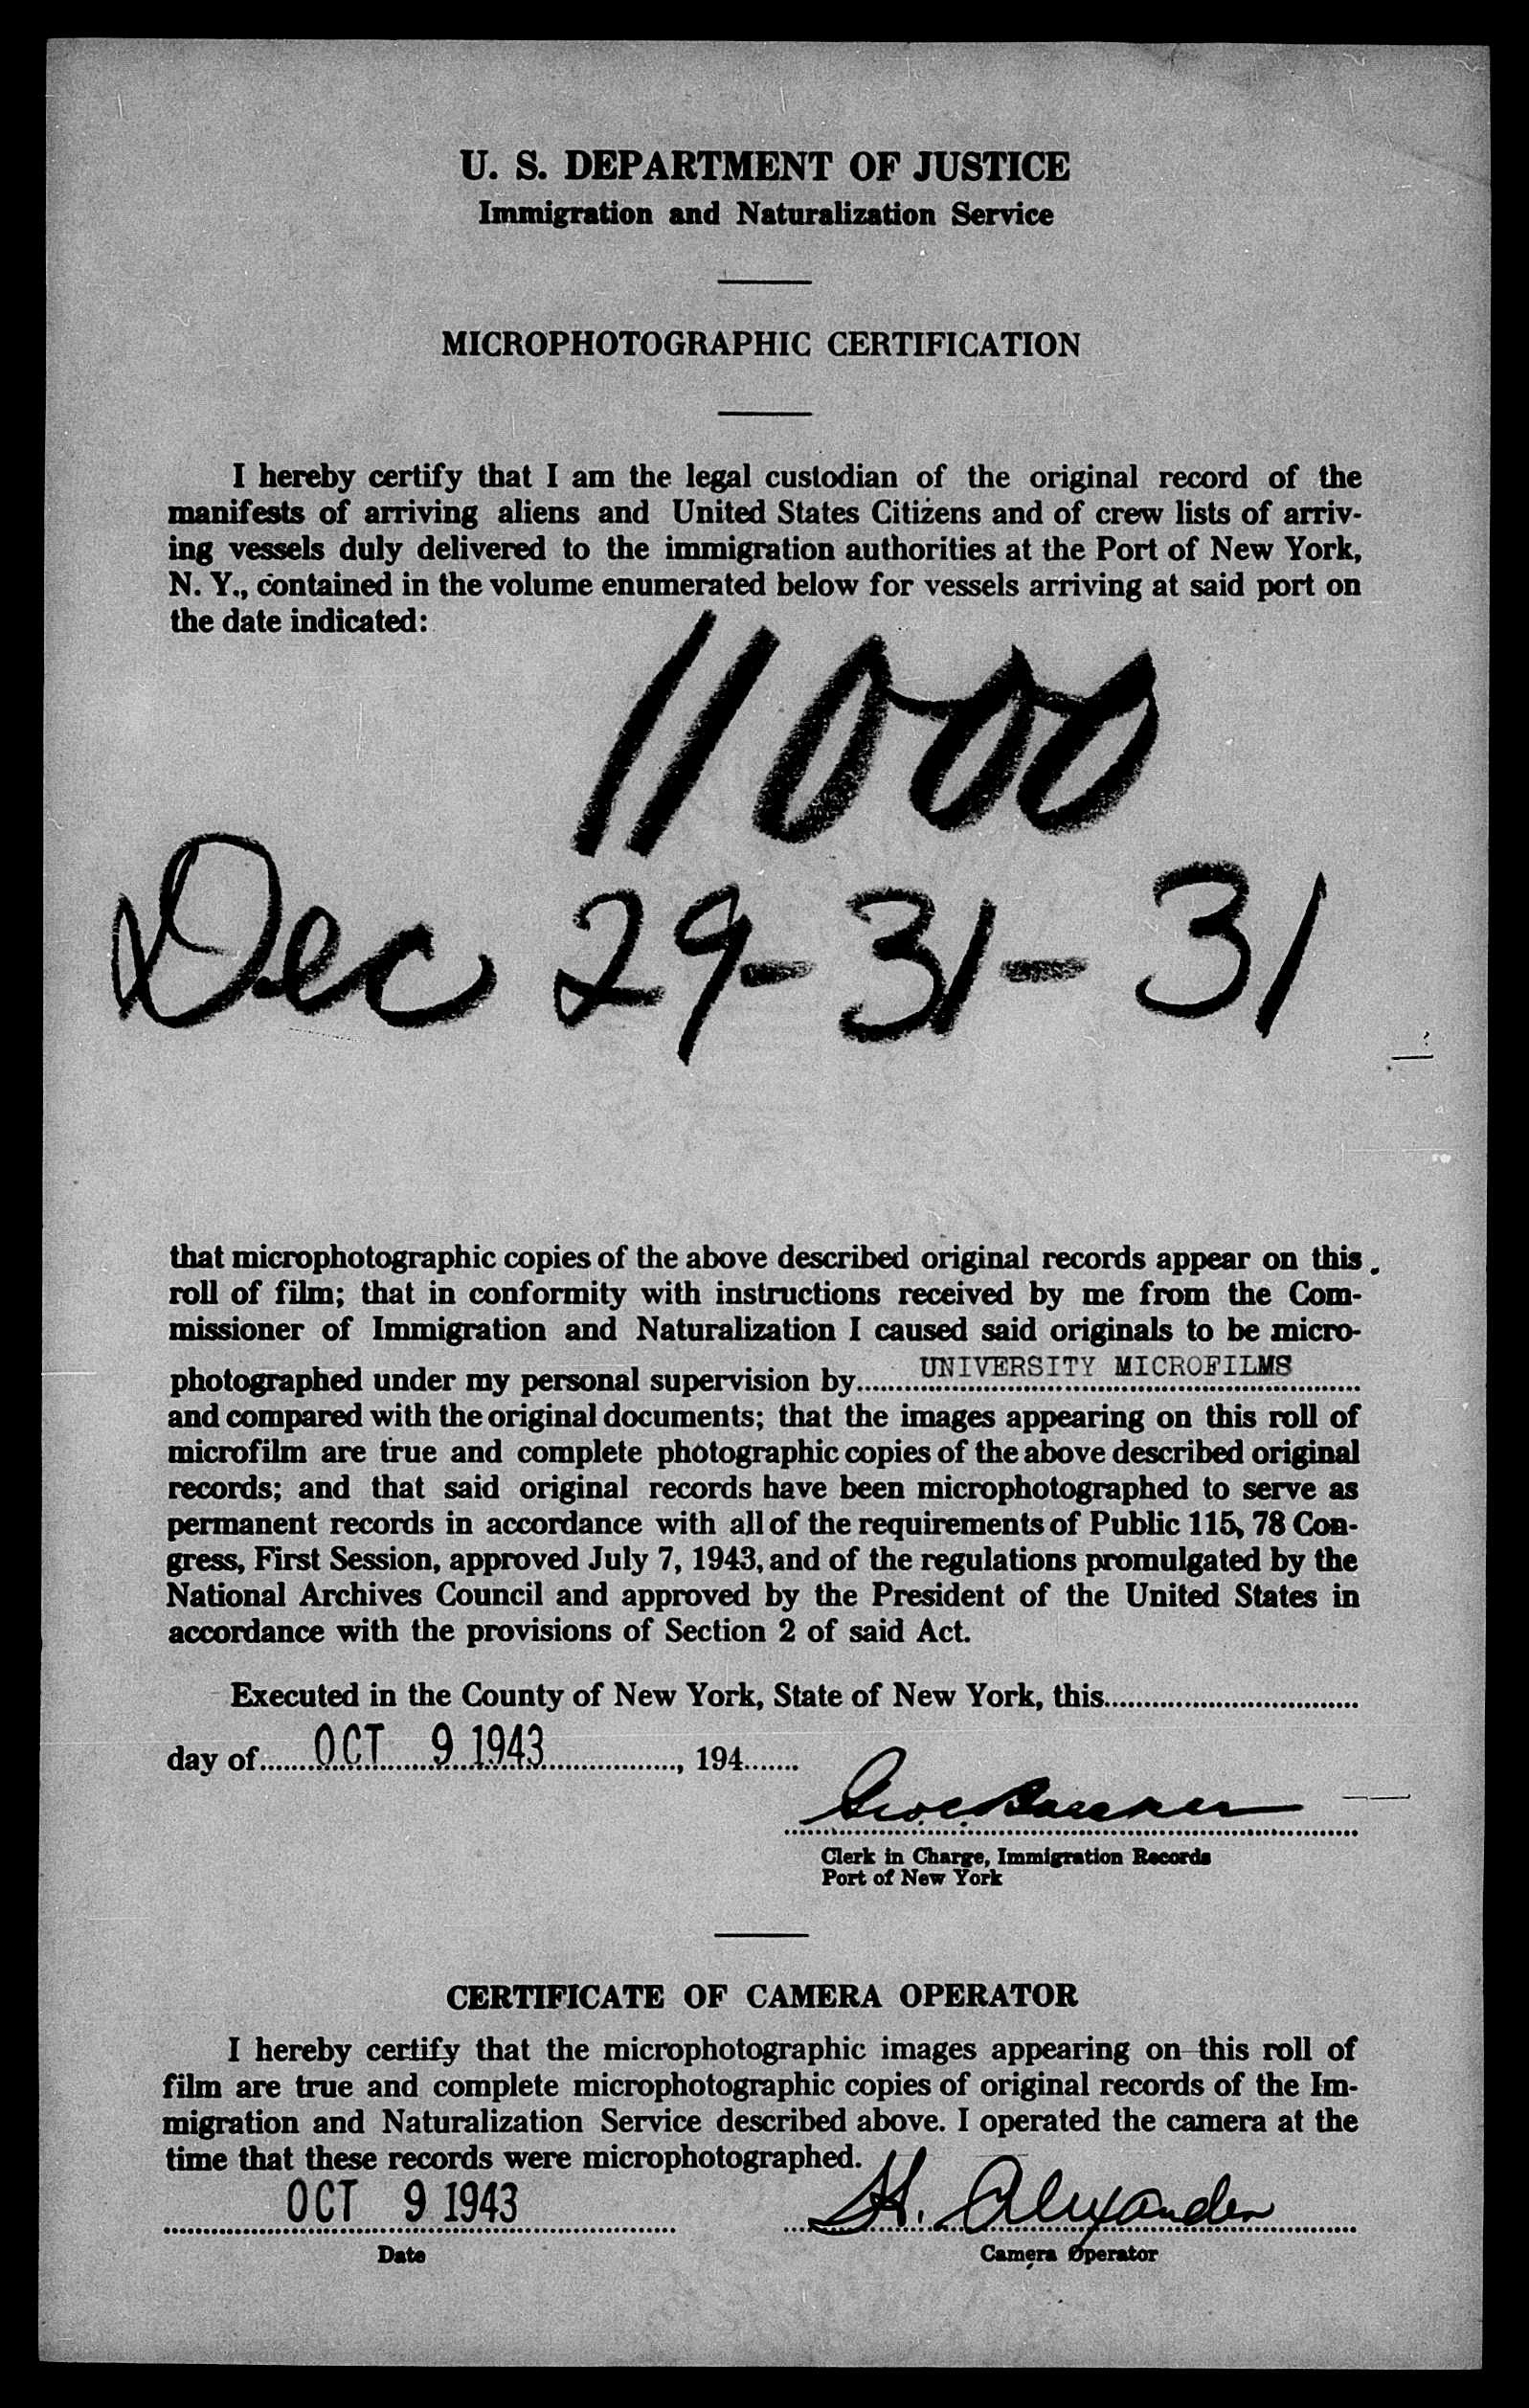 U. S. DEPARTMENT OF JUSTICE
Immigration and Naturalization Service
MICROPHOTOGRAPHIC CERTIFICATION
I hereby certify that I am the legal custodian of the original record of the
manifests of arriving aliens and United States Citizens and of crew lists of arriv-
ing vessels duly delivered to the immigration authorities at the Port of New York,
N. Y., contained in the volume enumerated below for vessels arriving at said port on
the date indicated:
11000
Dec 29-31-31
that microphotographic copies of the above described original records appear on this
roll of film; that in conformity with instructions received by me from the Com-
missioner of Immigration and Naturalization I caused said originals to be micro-
photographed under my personal supervision by UNIVERSITY MICROFILMS
and compared with the original documents; that the images appearing on this roll of
microfilm are true and complete photographic copies of the above described original
records; and that said original records have been microphotographed to serve as
permanent records in accordance with all of the requirements of Public 115, 78 Con-
gress, First Session, approved July 7, 1943, and of the regulations promulgated by the
National Archives Council and approved by the President of the United States in
accordance with the provisions of Section 2 of said Act.
Executed in the County of New York, State of New York, this
day of OCT 9 1943, 194
Clerk in Charge, Immigration Records
Port of New York
CERTIFICATE OF CAMERA OPERATOR
I hereby certify that the microphotographic images appearing on this roll of
film are true and complete microphotographic copies of original records of the Im-
migration and Naturalization Service described above. I operated the camera at the
time that these records were microphotographed.
OCT 9 1943 H. Alexander
Date Camera Operator